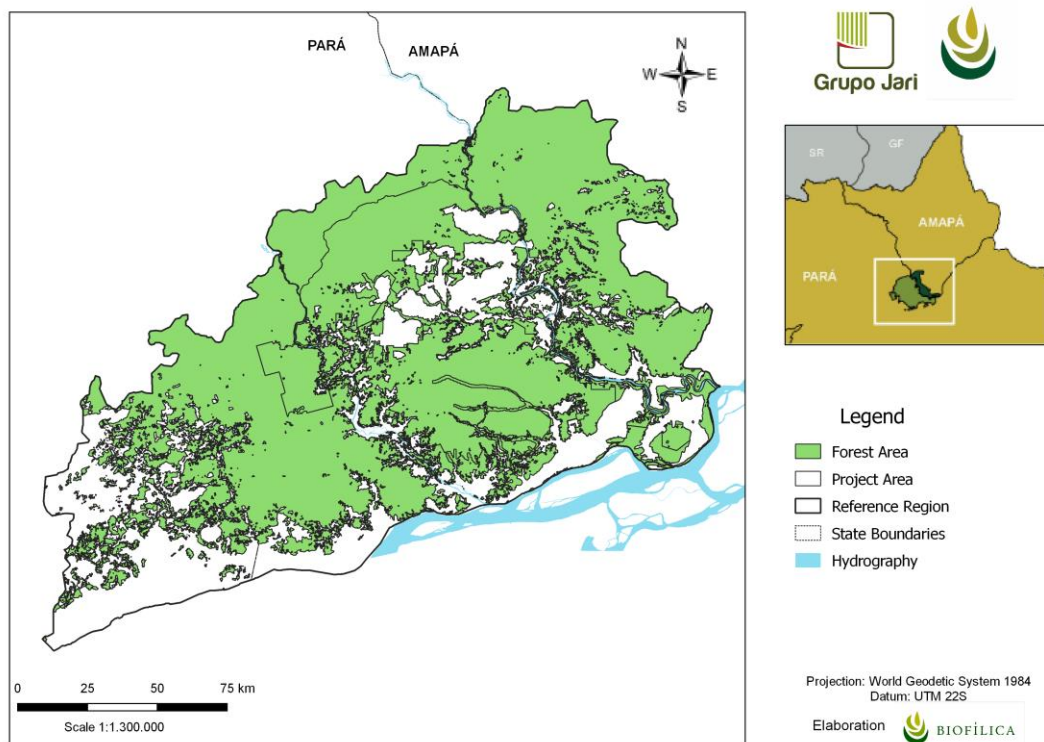 PARÁ
AMAPÁ
N
W
E
S
0 25 50 75 km
Scale 1:1.300.000
Grupo Jari
SR
GF
AMAPÁ
PARÁ
Legend
Forest Area
Project Area
Reference Region
State Boundaries
Hydrography
Projection: World Geodetic System 1984
Datum: UTM 22S
Elaboration
BIOFÍLICA